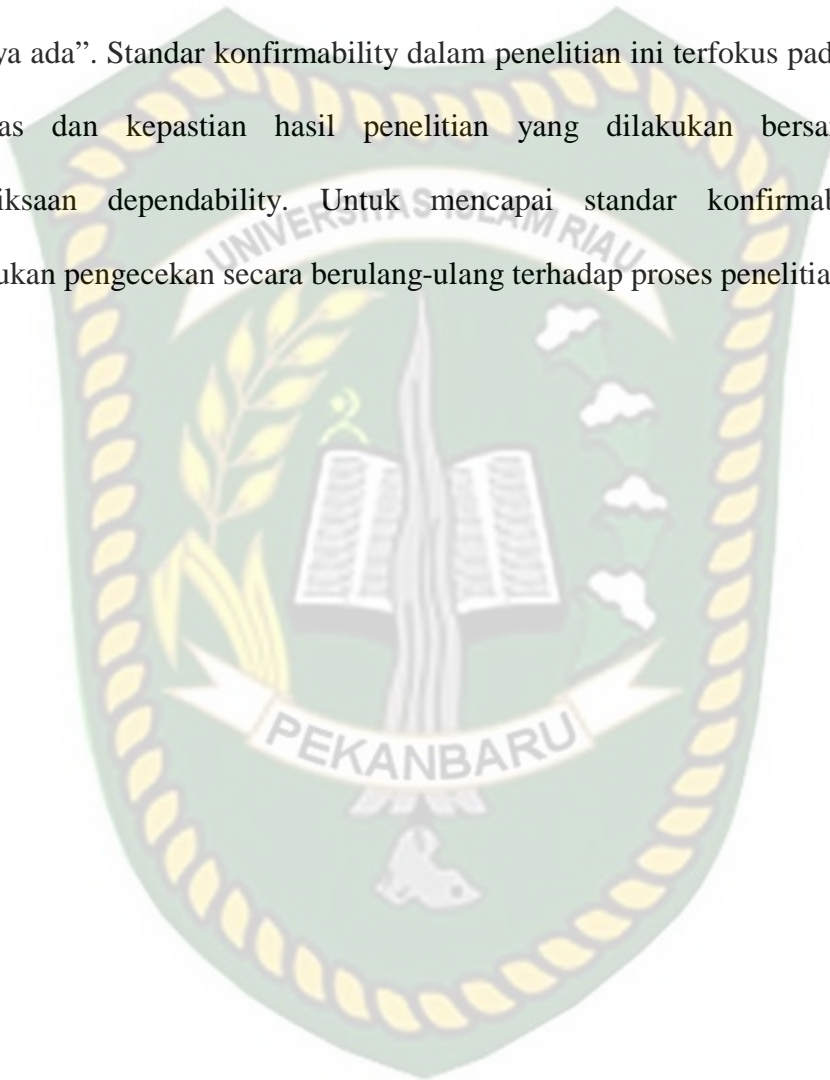 ya ada”. Standar konfirmability dalam penelitian ini terfokus pad
as dan kepastian hasil penelitian yang dilakukan bersa
iksaan dependability. Untuk mencapai standar konfirmab
ukan pengecekan secara berulang-ulang terhadap proses penelitia
UNIVERSITAS ISLAM RIAU
PEKANBARU